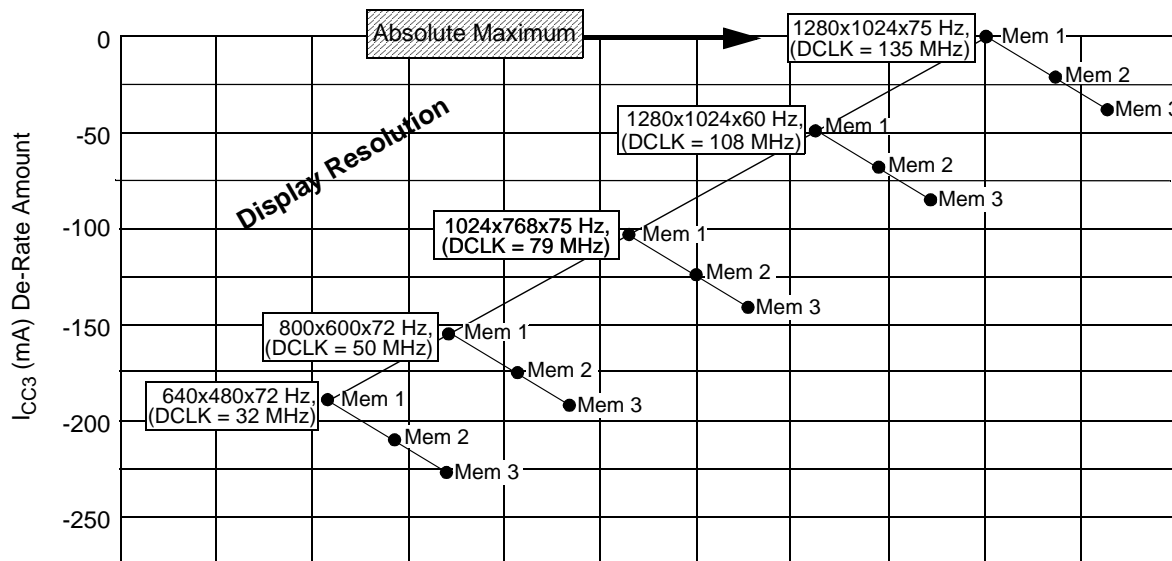 Absolute Maximum
1280x1024x75 Hz,
(DCLK = 135 MHz)
Mem 1
Mem 2
Mem 3
1280x1024x60 Hz,
(DCLK = 108 MHz)
Mem 1
Mem 2
Mem 3
Display Resolution
1024x768x75 Hz,
(DCLK = 79 MHz)
Mem 1
Mem 2
Mem 3
800x600x72 Hz,
(DCLK = 50 MHz)
Mem 1
Mem 2
Mem 3
640x480x72 Hz,
(DCLK = 32 MHz)
Mem 1
Mem 2
Mem 3
0
-50
-100
-150
-200
-250
ICC3 (mA) De-Rate Amount